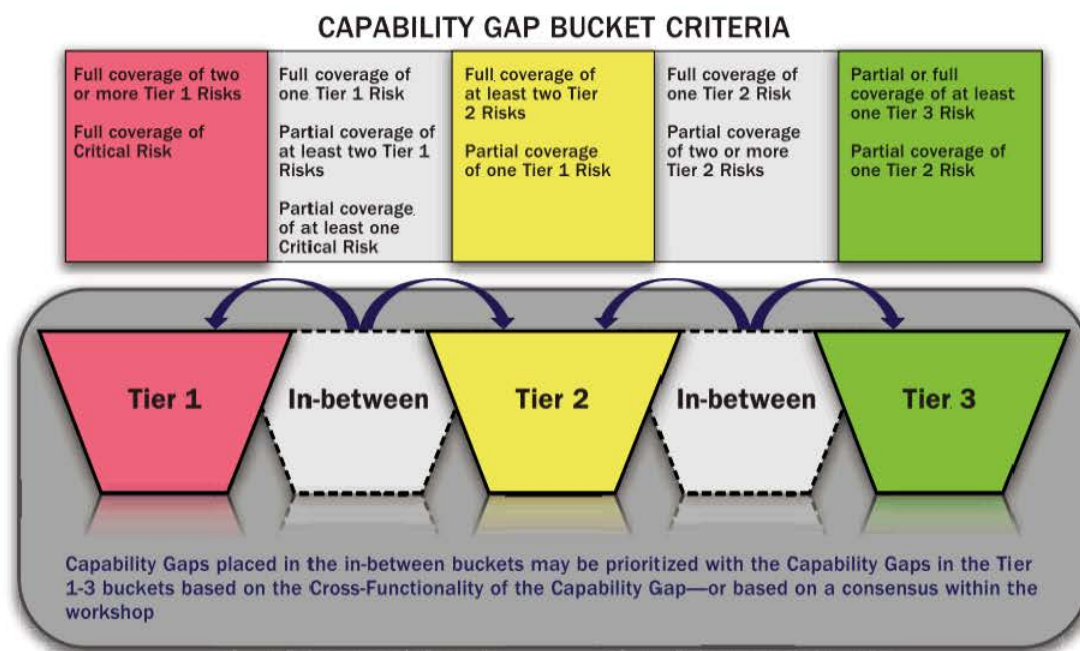 CAPABILITY GAP BUCKET CRITERIA
Full coverage of two
or more Tier 1 Risks
Full coverage of
Critical Risk
Full coverage of
one Tier 1 Risk
Partial coverage of
at least two Tier 1
Risks
Partial coverage
of at least one
Critical Risk
Full coverage of
at least two Tier
2 Risks
Partial coverage
of one Tier 1 Risk
Full coverage of
one Tier 2 Risk
Partial coverage
of two or more
Tier 2 Risks
Partial or full
coverage of at least
one Tier 3 Risk
Partial coverage of
one Tier 2 Risk
Tier 1
In-between
Tier 2
In-between
Tier 3
Capability Gaps placed in the in-between buckets may be prioritized with the Capability Gaps in the Tier
1-3 buckets based on the Cross-Functionality of the Capability Gap—or based on a consensus within the
workshop